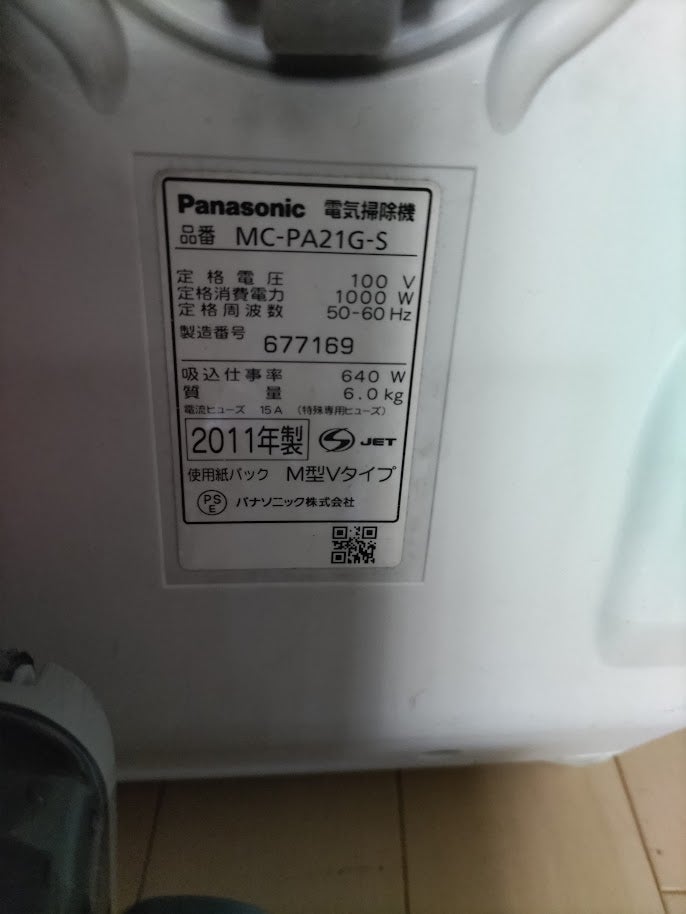 Panasonic 電気掃除機
品番 MC-PA21G-S
定格電圧 100 V
定格消費電力 1000 W
定格周波数 50-60 Hz
製造番号 677169
吸込仕事率 640 W
質量 6.0 kg
電流ヒューズ 15A (特殊専用ヒューズ)
2011年製 JET
使用紙パック M型Vタイプ
PSE パナソニック株式会社